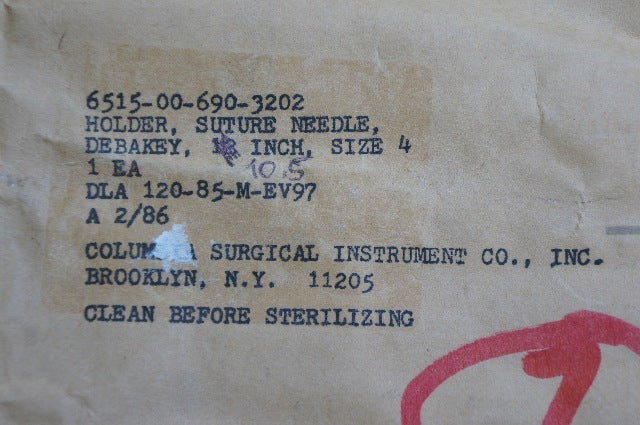 6515-00-690-3202
HOLDER, SUTURE NEEDLE,
DEBAKEY, INCH, SIZE 4
10.5
1 EA
DLA 120-85-M-EV97
A 2/86
SURGICAL INSTRUMENT CO., INC.
BROOKLYN, N.Y. 11205
CLEAN BEFORE STERILIZING